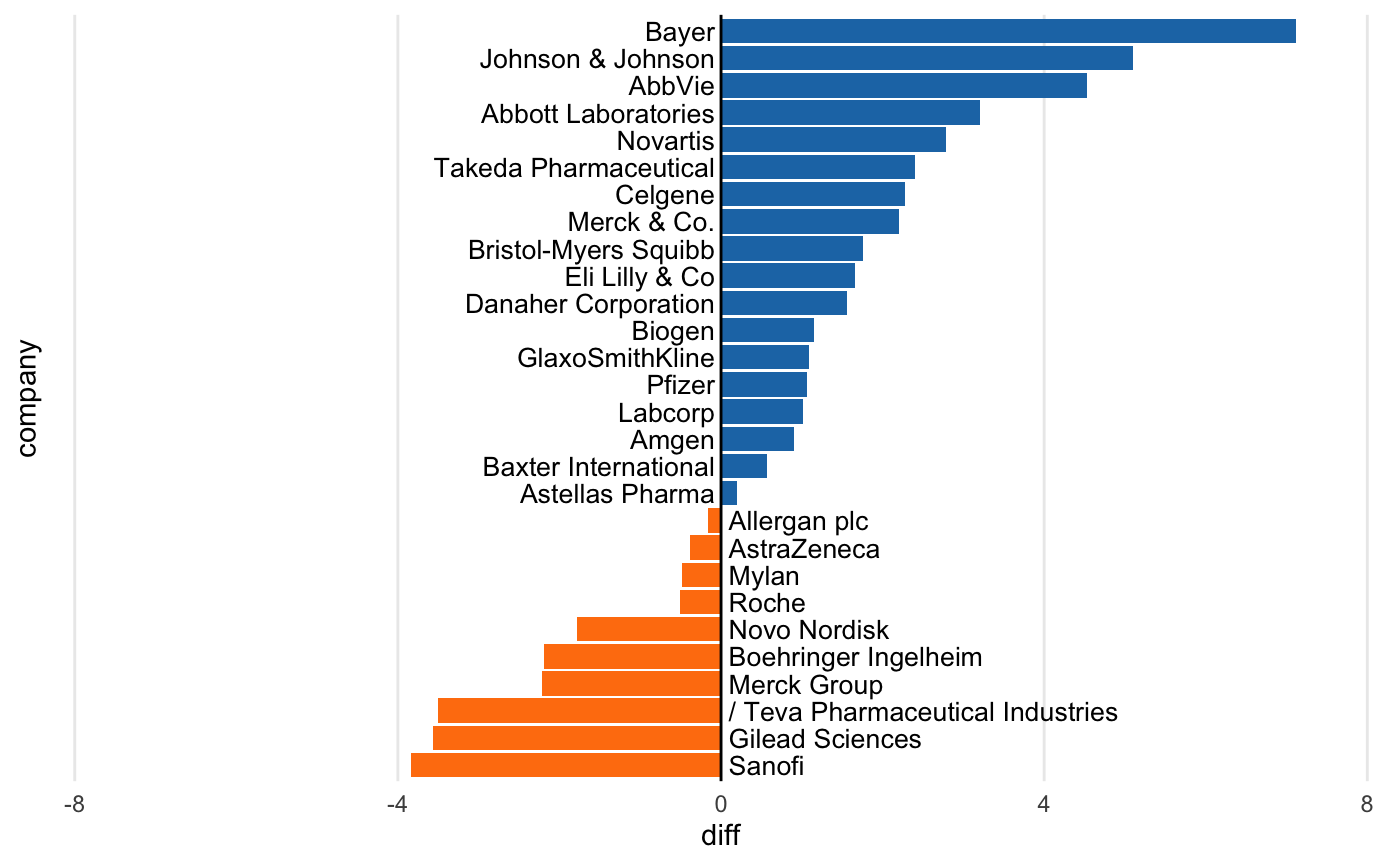 Bayer
Johnson & Johnson
AbbVie
Abbott Laboratories
Novartis
Takeda Pharmaceutical
Celgene
Merck & Co.
Bristol-Myers Squibb
Eli Lilly & Co
Danaher Corporation
Biogen
GlaxoSmithKline
Pfizer
Labcorp
Amgen
Baxter International
Astellas Pharma
Allergan plc
AstraZeneca
Mylan
Roche
Novo Nordisk
Boehringer Ingelheim
Merck Group
/ Teva Pharmaceutical Industries
Gilead Sciences
Sanofi
company
-8 -4 0 4 8
diff